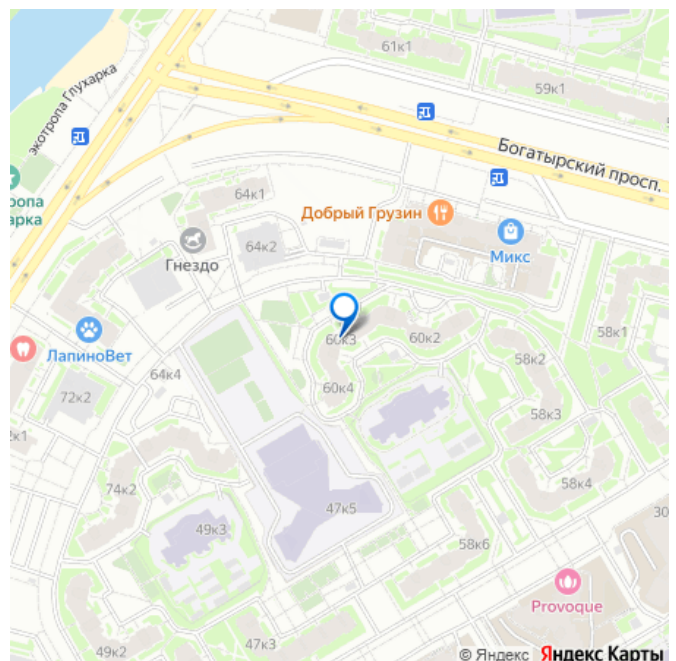 61к1
59к1
экотропа Глухарка
Богатырский просп.
64к1
Добрый Грузин
опа
арка
64к2
Гнездо
Микс
60к3
60к2
58к1
ЛапиноВет
58к2
64к4
60к4
72к2
58к3
2к1
74к2
58к4
47к5
30
49к3
58к6
Provoque
47к3
49к2
© Яндекс Яндекс Карты